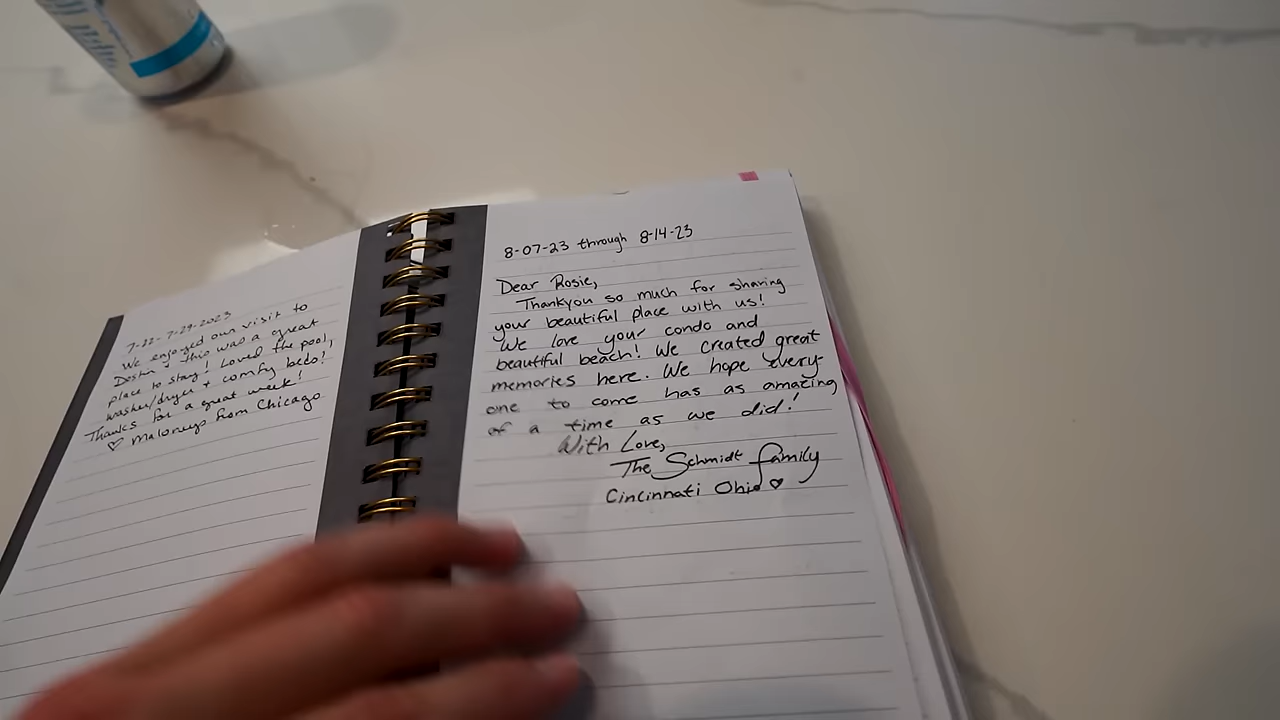 7-22 - 7-29-2023
We enjoyed our visit to
Destin & this was a great
place to stay! Loved the pool,
washer/dryer + comfy beds!
Thanks for a great week!
♡ Maloneys from Chicago
8-07-23 through 8-14-23
Dear Rosie,
Thankyou so much for sharing
your beautiful place with us!
We love your condo and
beautiful beach! We created great
memories here. We hope every-
one to come has as amazing
of a time as we did!
With Love,
The Schmidt family
Cincinnati Ohio ♡